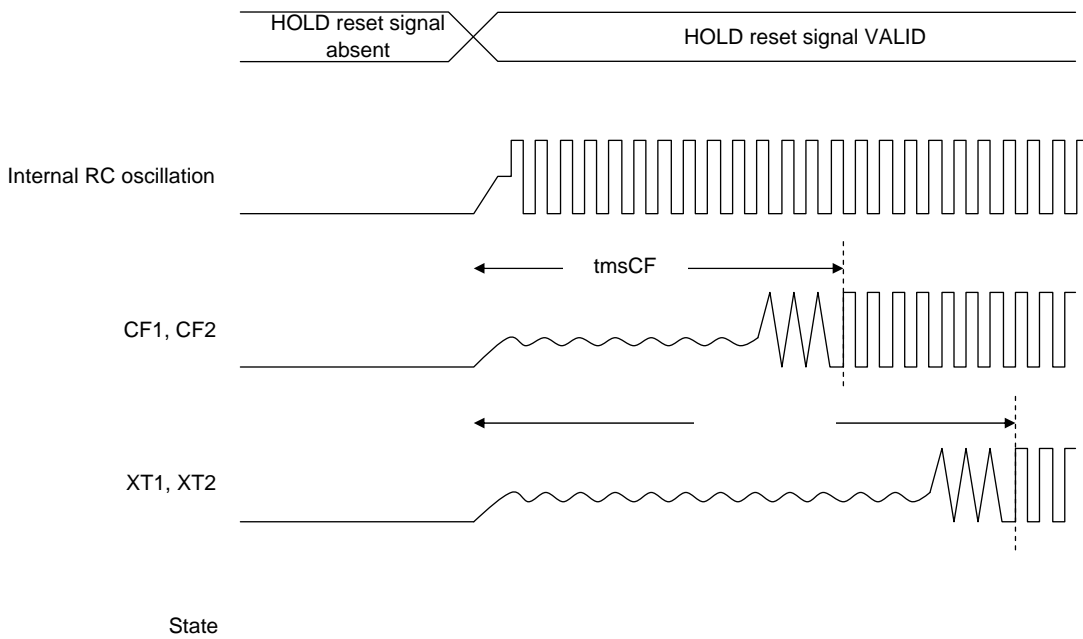 HOLD reset signal
absent
HOLD reset signal VALID
Internal RC oscillation
tmsCF
CF1, CF2
XT1, XT2
State